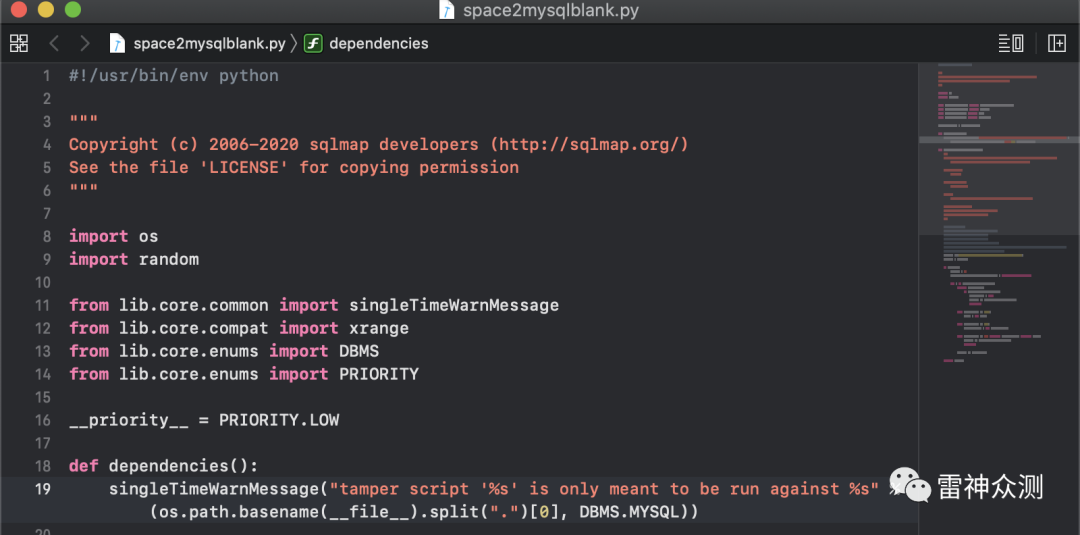 space2mysqlblank.py
space2mysqlblank.py 〉 f dependencies
1 #!/usr/bin/env python
2
3 """
4 Copyright (c) 2006-2020 sqlmap developers (http://sqlmap.org/)
5 See the file 'LICENSE' for copying permission
6 """
7
8 import os
9 import random
10
11 from lib.core.common import singleTimeWarnMessage
12 from lib.core.compat import xrange
13 from lib.core.enums import DBMS
14 from lib.core.enums import PRIORITY
15
16 __priority__ = PRIORITY.LOW
17
18 def dependencies():
19 singleTimeWarnMessage("tamper script '%s' is only meant to be run against %s" %
(os.path.basename(__file__).split(".")[0], DBMS.MYSQL))
20
雷神众测